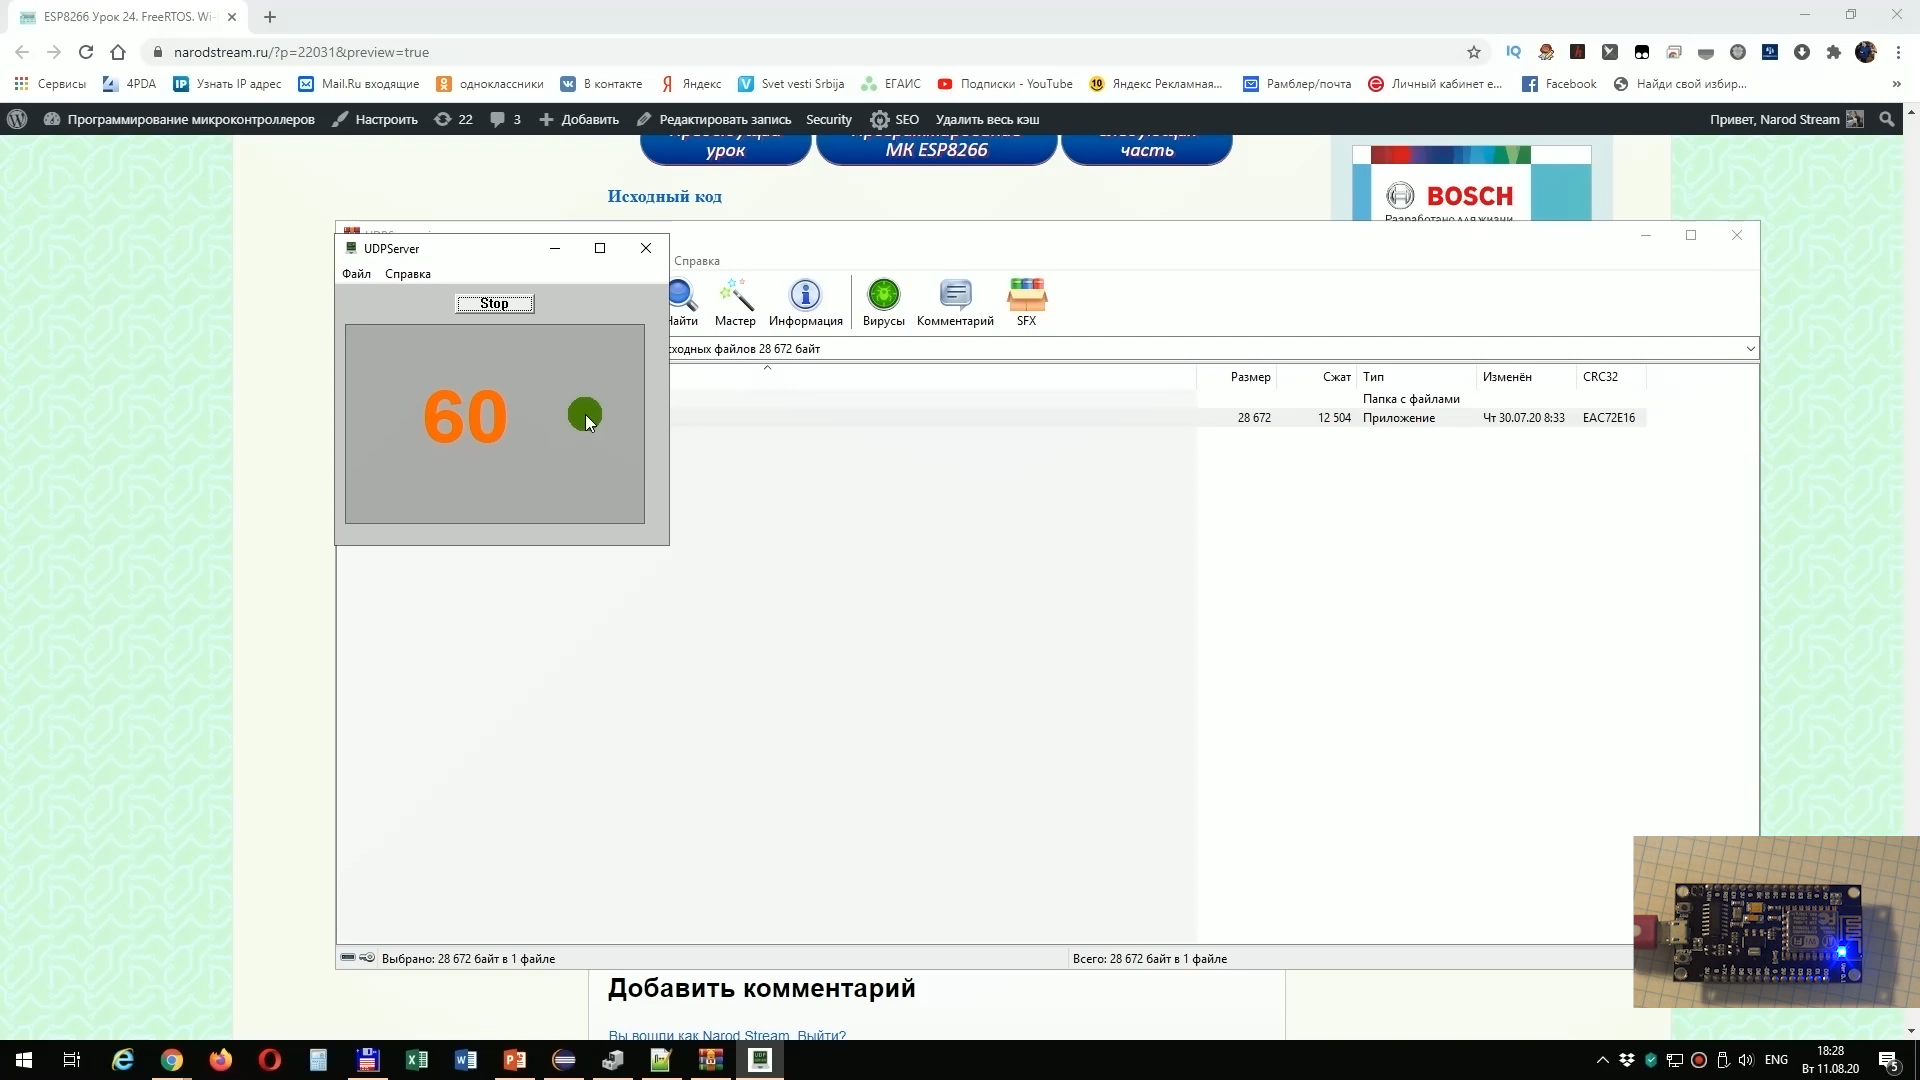 ESP8266 Урок 24. FreeRTOS. Wi-
narodstream.ru/?p=22031&preview=true
Сервисы 4PDA Узнать IP адрес Mail.Ru входящие одноклассники В контакте Яндекс Svet vesti Srbija ЕГАИС Подписки - YouTube Яндекс Рекламная... Рамблер/почта Личный кабинет е... Facebook Найди свой избир...
Программирование микроконтроллеров Настроить 22 3 Добавить Редактировать запись Security SEO Удалить весь кэш Привет, Narod Stream
урок
МК ESP8266
часть
Исходный код
BOSCH
UDPServer
Файл Справка
Stop
60
Справка
Найти Мастер Информация Вирусы Комментарий SFX
сходных файлов 28 672 байт
Размер Сжат Тип Изменён CRC32
Папка с файлами
28 672 12 504 Приложение Чт 30.07.20 8:33 EAC72E16
Выбрано: 28 672 байт в 1 файле
Всего: 28 672 байт в 1 файле
Добавить комментарий
Вы вошли как Narod Stream. Выйти?
ENG
18:28
Вт 11.08.20
5